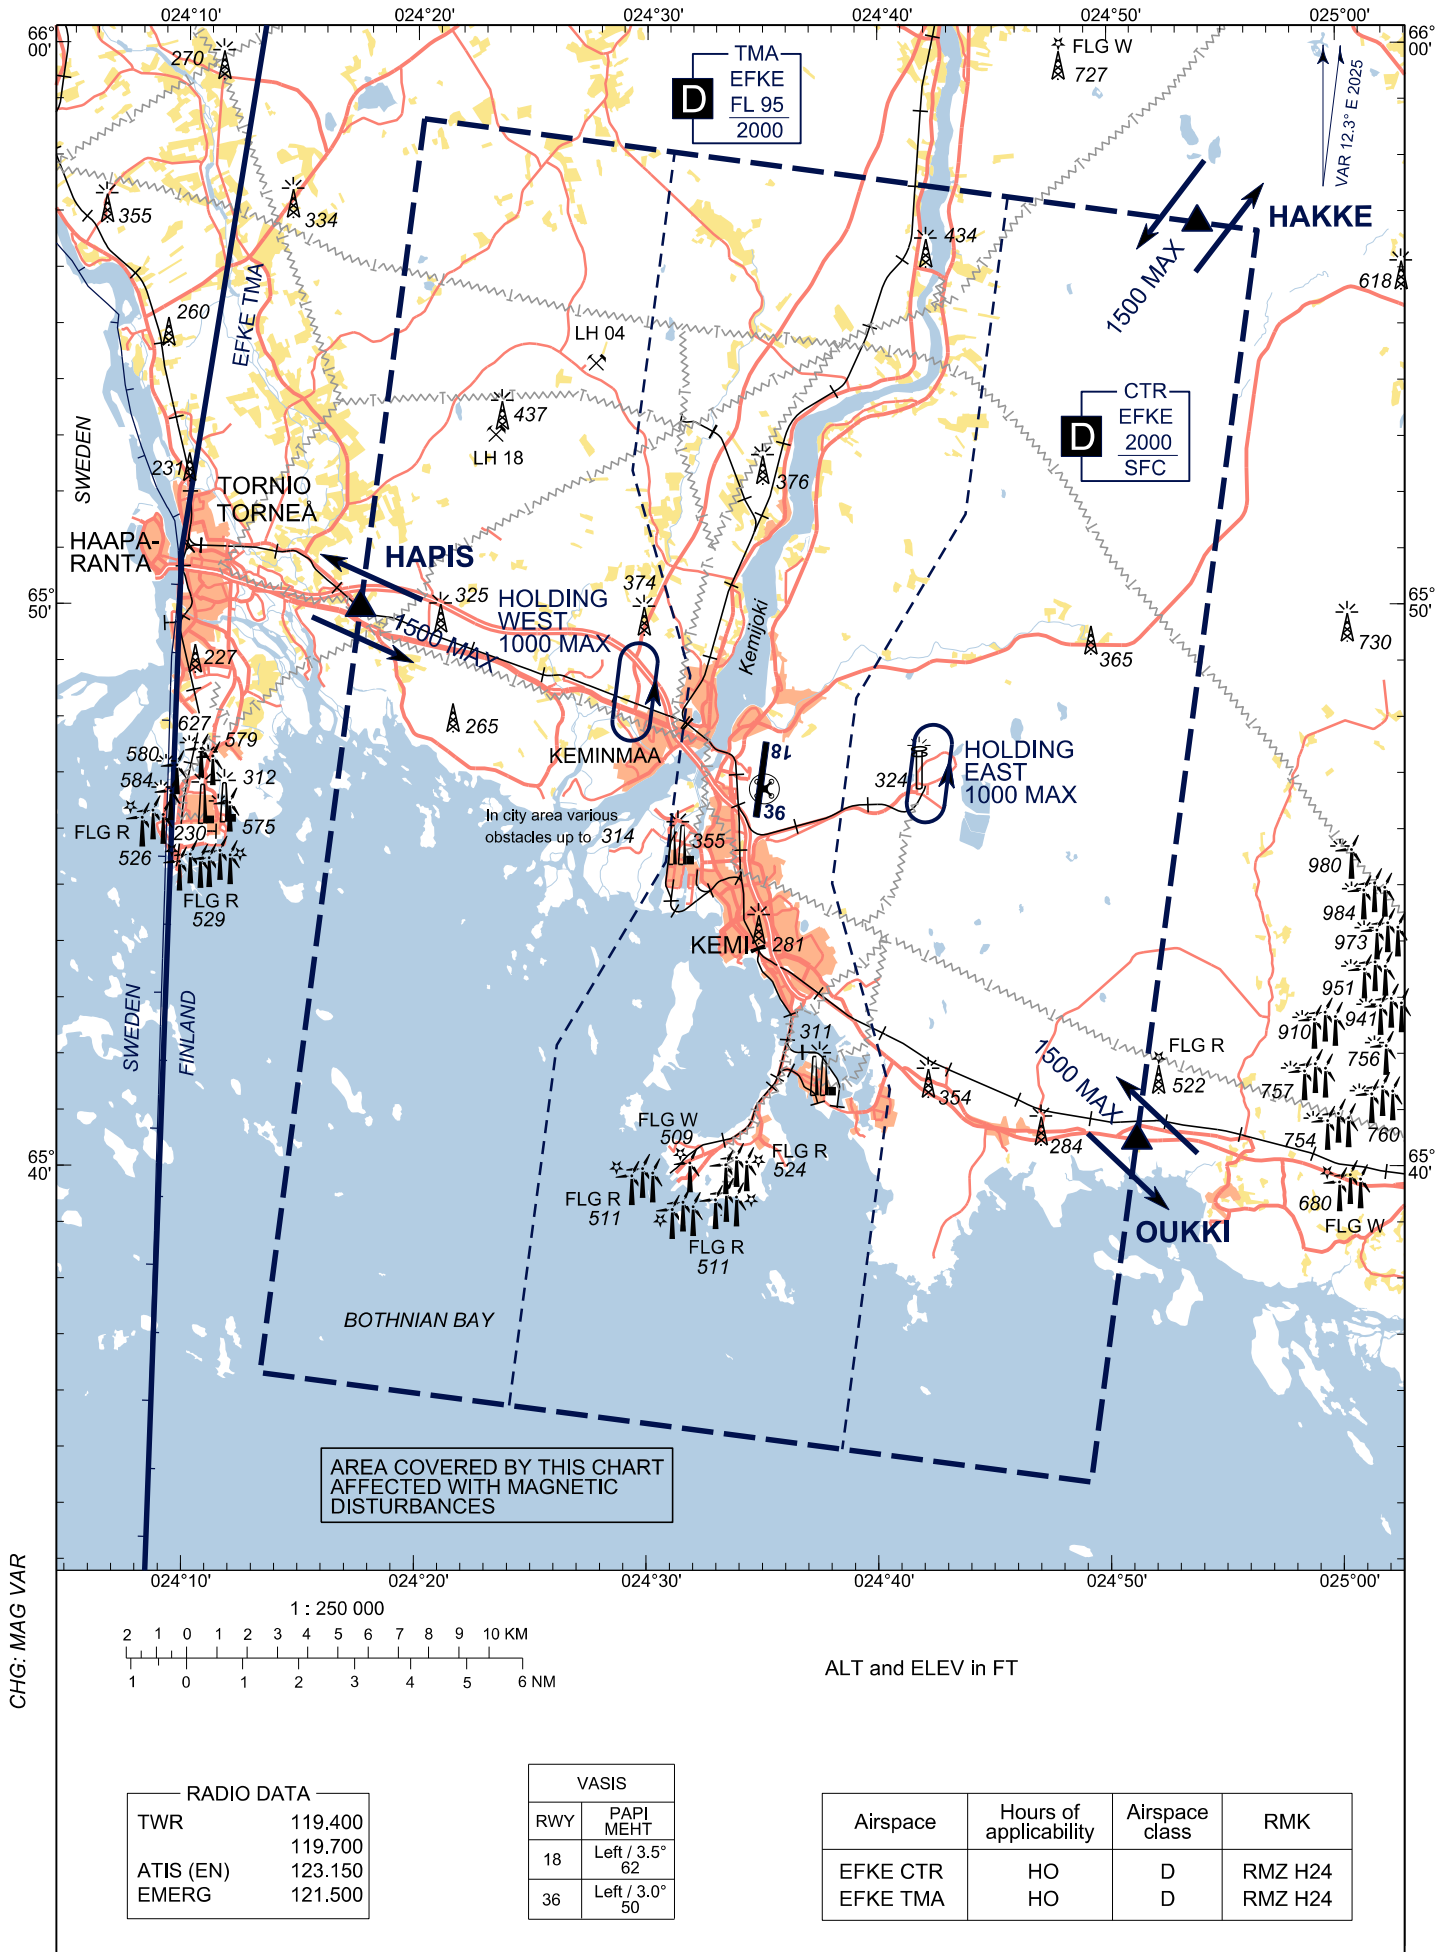 024°10'
024°20'
024°30'
024°40'
024°50'
025°00'
66°
00'
66°
00'
270
TMA
EFKE
FL 95
2000
D
FLG W
727
VAR 12.3° E 2025
355
334
HAKKE
434
1500 MAX
618
EFKE TMA
260
LH 04
CTR
EFKE
2000
SFC
D
437
LH 18
SWEDEN
231
376
TORNIO
TORNEÅ
HAAPA-
RANTA
HAPIS
65°
50'
65°
50'
325
HOLDING
WEST
1000 MAX
374
1500 MAX
Kemijoki
365
730
227
265
627
579
580
584
312
KEMINMAA
18
36
324
HOLDING
EAST
1000 MAX
FLG R
230
575
526
In city area various
obstacles up to 314
355
FLG R
529
980
984
973
951
941
910
756
757
754
760
KEMI
281
SWEDEN
FINLAND
311
1500 MAX
FLG R
522
354
284
FLG W
509
FLG R
524
65°
40'
65°
40'
FLG R
511
FLG R
511
680
FLG W
OUKKI
BOTHNIAN BAY
AREA COVERED BY THIS CHART
AFFECTED WITH MAGNETIC
DISTURBANCES
024°10'
024°20'
024°30'
024°40'
024°50'
025°00'
CHG: MAG VAR
1 : 250 000
2 1 0 1 2 3 4 5 6 7 8 9 10 KM
1 0 1 2 3 4 5 6 NM
ALT and ELEV in FT
RADIO DATA
TWR 119.400
119.700
ATIS (EN) 123.150
EMERG 121.500
VASIS
RWY PAPI
MEHT
18 Left / 3.5°
62
36 Left / 3.0°
50
Airspace Hours of
applicability Airspace
class RMK
EFKE CTR HO D RMZ H24
EFKE TMA HO D RMZ H24